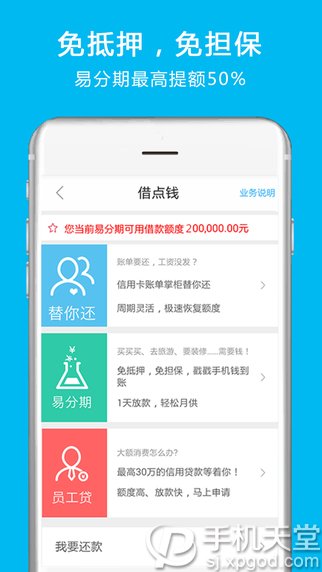 免抵押，免担保
易分期最高提额50%
借点钱
业务说明
您当前易分期可用借款额度 200,000.00元
账单要还，工资没发？
信用卡账单掌柜替你还
周期灵活，极速恢复额度
替你还
买买买、去旅游、要装修......需要钱！
免抵押，免担保，戳戳手机钱到
账
1天放款，轻松月供
易分期
大额消费怎么办？
最高30万的信用贷款等着你！
额度高、放款快，马上申请
员工贷
我要还款
手机天堂
sj.xpgod.com